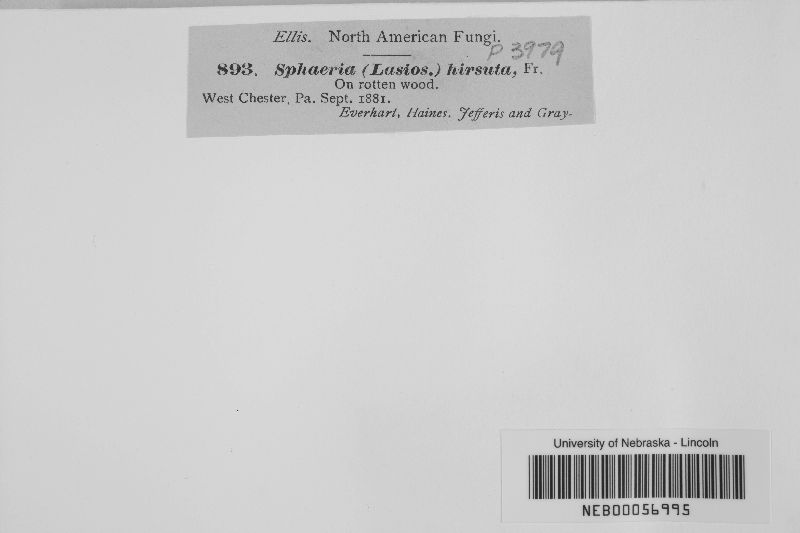 Ellis. North American Fungi.
P 3979
893. Sphaeria (Lasios.) hirsuta, Fr.
On rotten wood.
West Chester, Pa. Sept. 1881.
Everhart, Haines, Jefferis and Gray-
University of Nebraska - Lincoln
NEB00056995